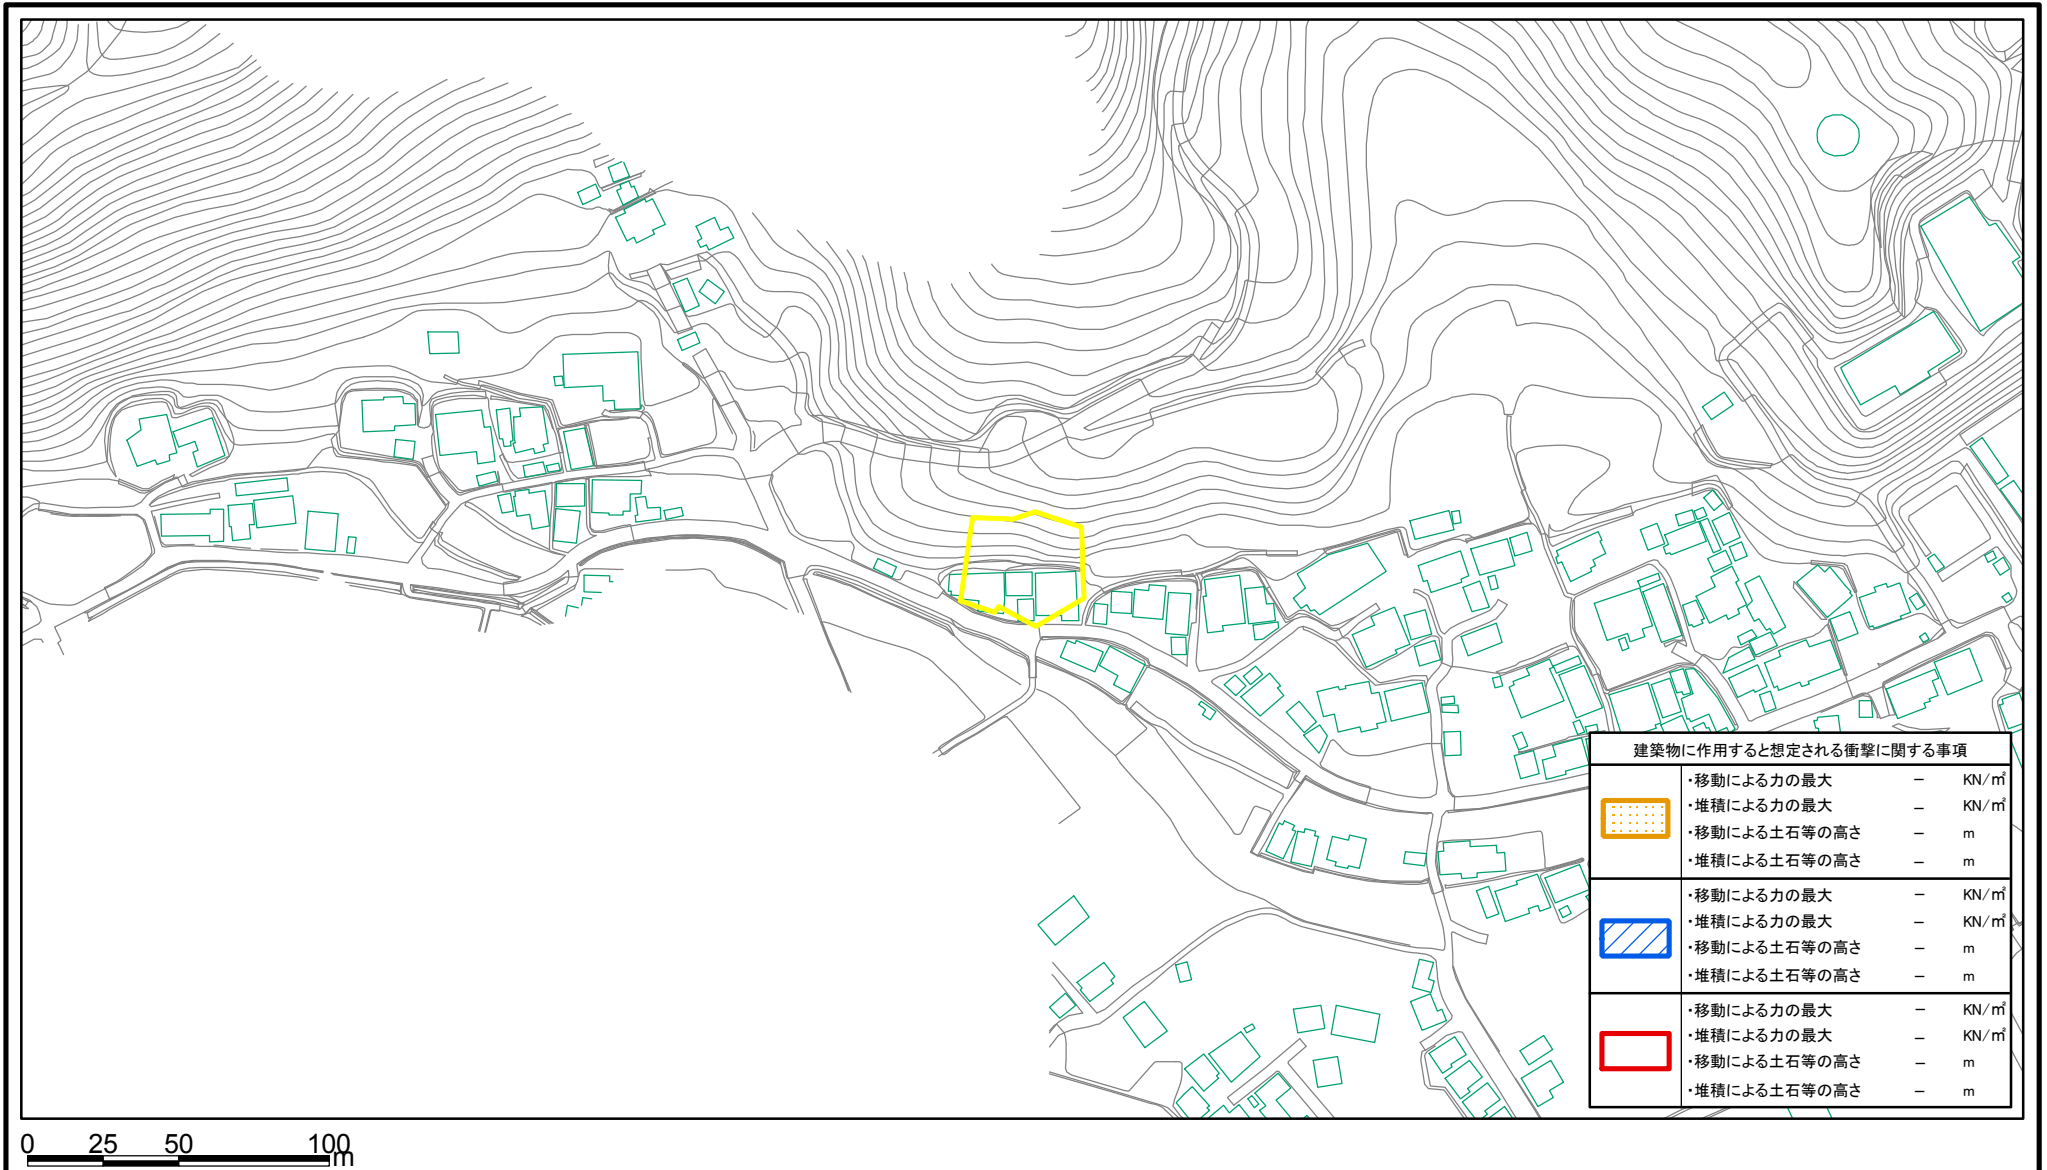 建築物に作用すると想定される衝撃に関する事項
・移動による力の最大 － KN/㎡
・堆積による力の最大 － KN/㎡
・移動による土石等の高さ － m
・堆積による土石等の高さ － m
・移動による力の最大 － KN/㎡
・堆積による力の最大 － KN/㎡
・移動による土石等の高さ － m
・堆積による土石等の高さ － m
・移動による力の最大 － KN/㎡
・堆積による力の最大 － KN/㎡
・移動による土石等の高さ － m
・堆積による土石等の高さ － m
0 25 50 100
m